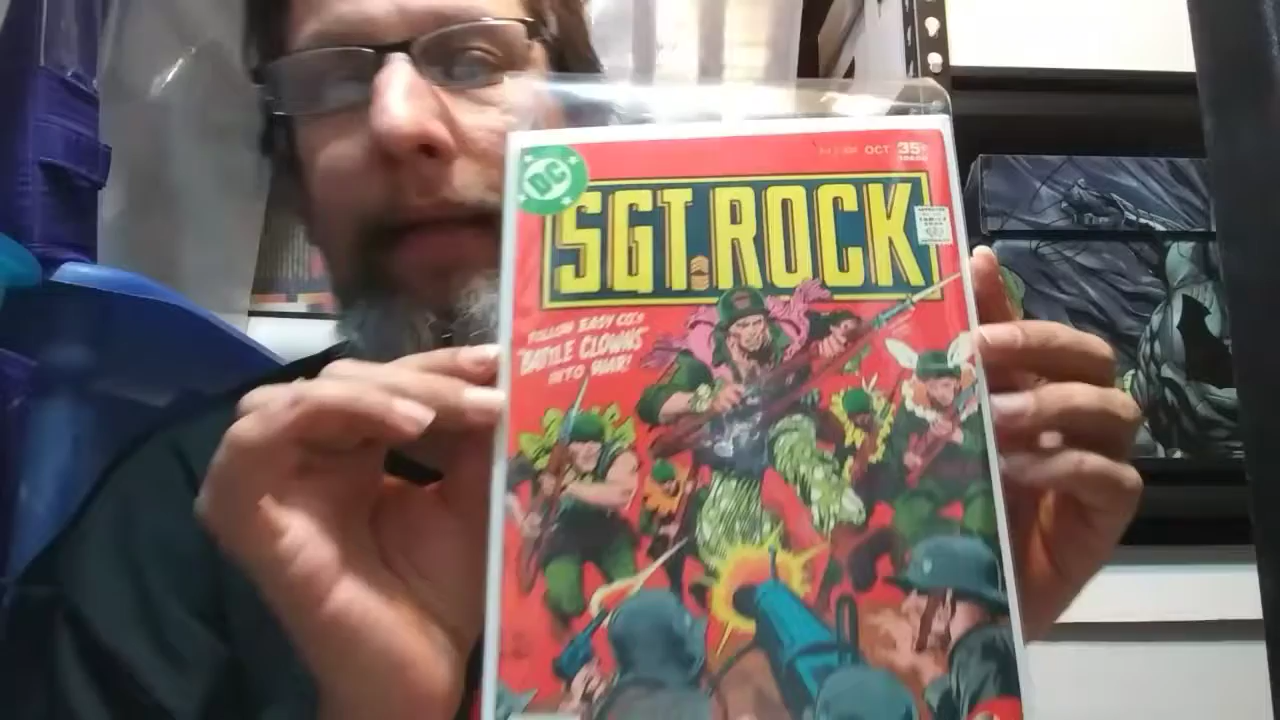 DC
OCT 35¢
SGT. ROCK
FOLLOW EASY CO.'s
"BATTLE CLOWNS"
INTO WAR!